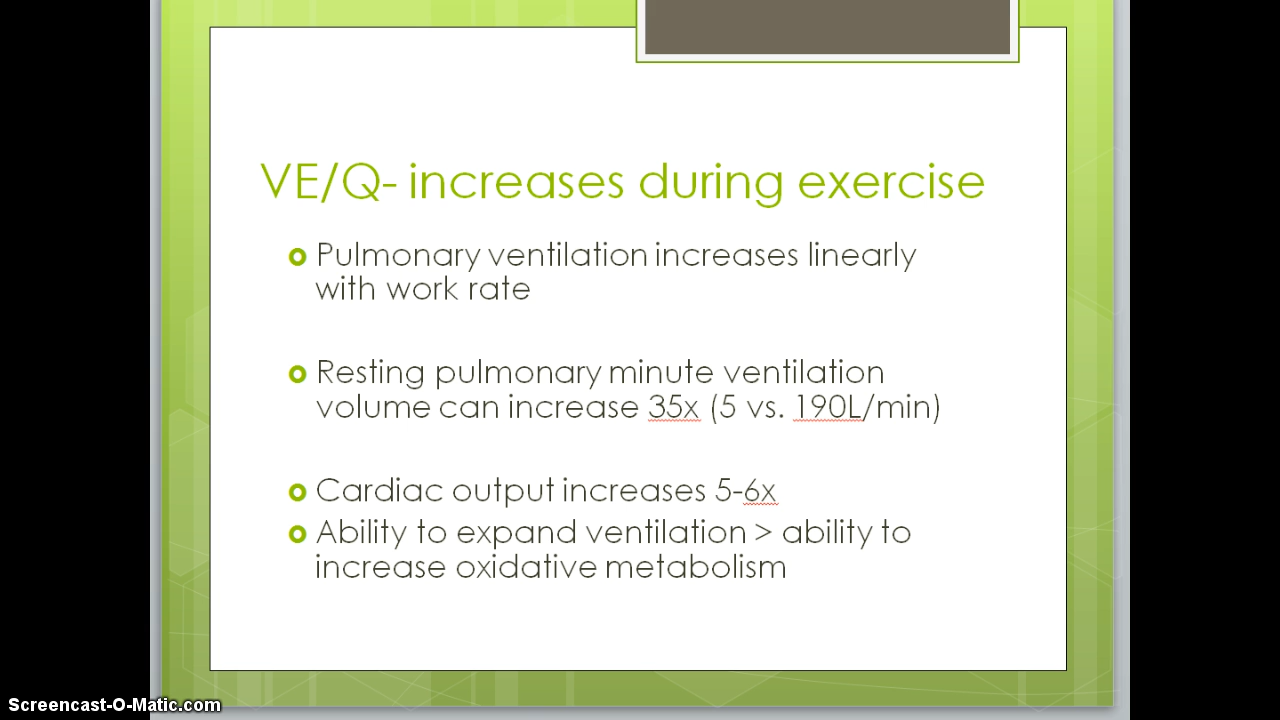 VE/Q- increases during exercise
Pulmonary ventilation increases linearly
with work rate
Resting pulmonary minute ventilation
volume can increase 35x (5 vs. 190L/min)
Cardiac output increases 5-6x
Ability to expand ventilation > ability to
increase oxidative metabolism
Screencast-O-Matic.com